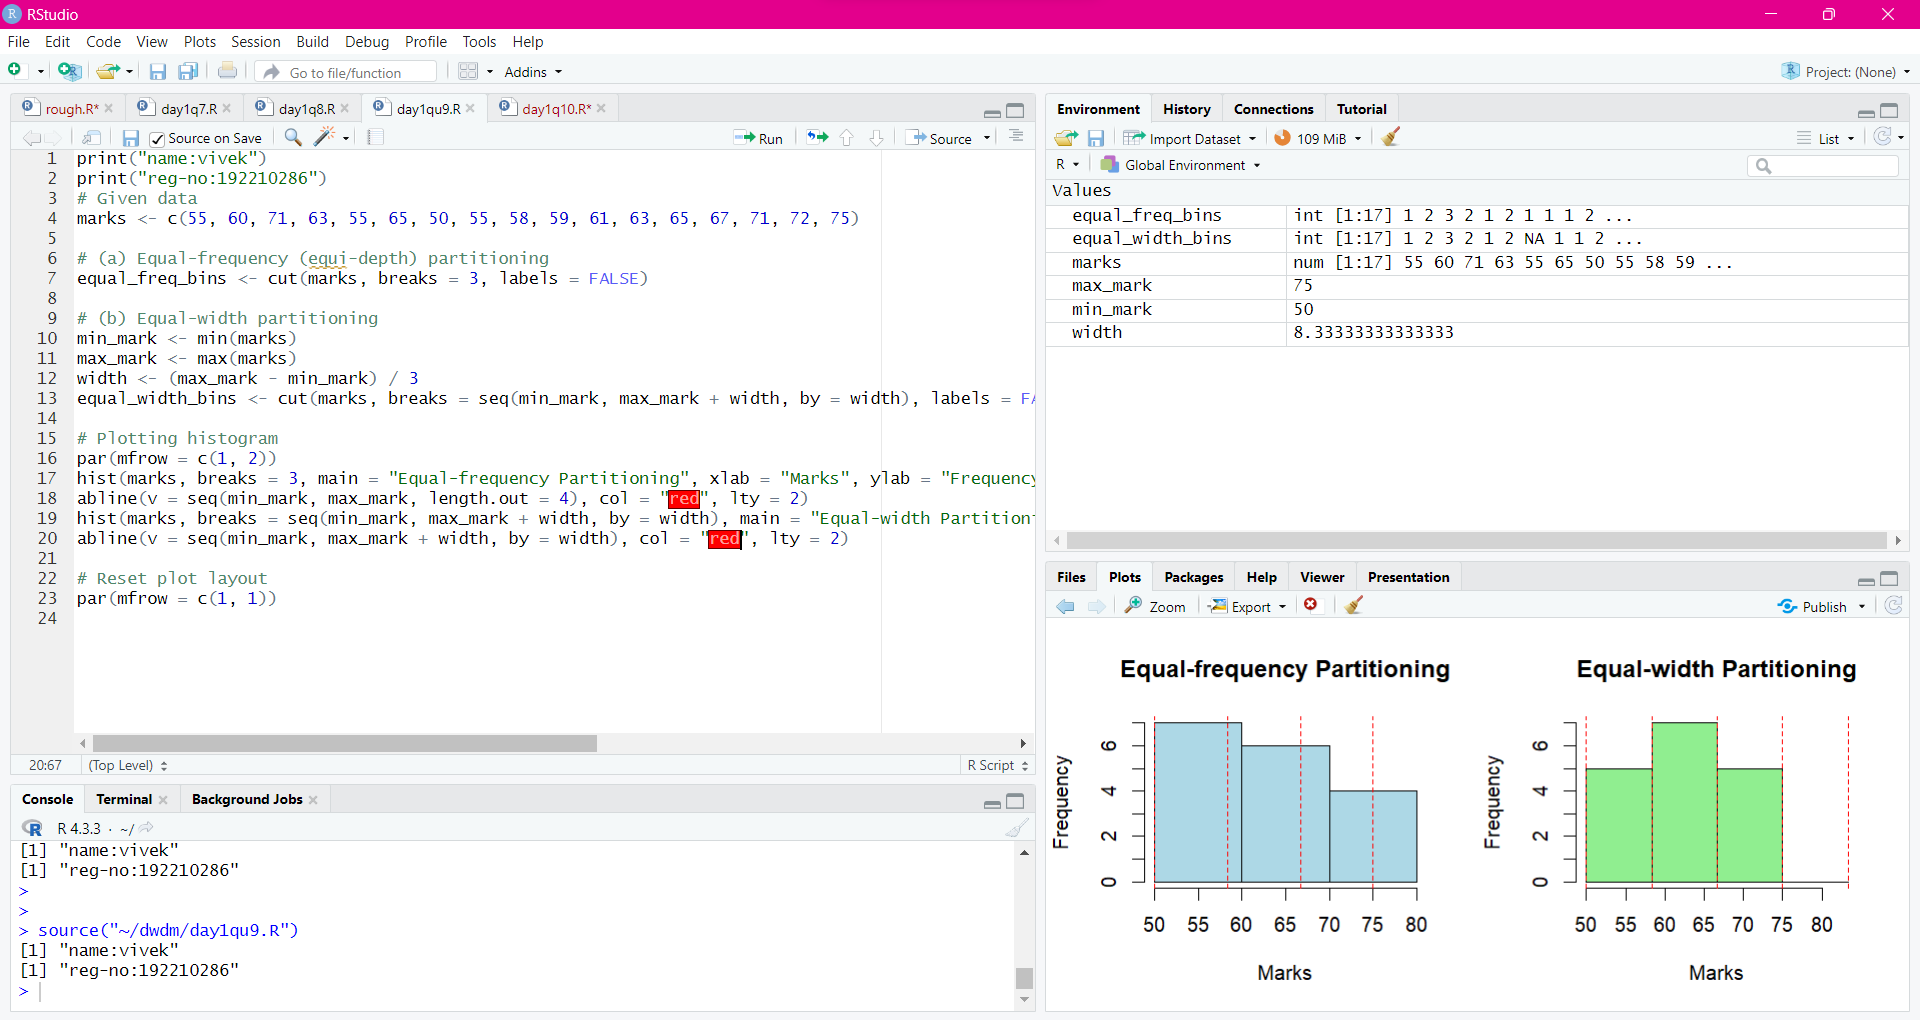 RStudio
File Edit Code View Plots Session Build Debug Profile Tools Help
Go to file/function Addins Project: (None)
rough.R* day1q7.R day1q8.R day1qu9.R day1q10.R*
Source on Save Run Source
1 print("name:vivek")
2 print("reg-no:192210286")
3 # Given data
4 marks <- c(55, 60, 71, 63, 55, 65, 50, 55, 58, 59, 61, 63, 65, 67, 71, 72, 75)
5
6 # (a) Equal-frequency (equi-depth) partitioning
7 equal_freq_bins <- cut(marks, breaks = 3, labels = FALSE)
8
9 # (b) Equal-width partitioning
10 min_mark <- min(marks)
11 max_mark <- max(marks)
12 width <- (max_mark - min_mark) / 3
13 equal_width_bins <- cut(marks, breaks = seq(min_mark, max_mark + width, by = width), labels = FA
14
15 # Plotting histogram
16 par(mfrow = c(1, 2))
17 hist(marks, breaks = 3, main = "Equal-frequency Partitioning", xlab = "Marks", ylab = "Frequency
18 abline(v = seq(min_mark, max_mark, length.out = 4), col = "red", lty = 2)
19 hist(marks, breaks = seq(min_mark, max_mark + width, by = width), main = "Equal-width Partition
20 abline(v = seq(min_mark, max_mark + width, by = width), col = "red", lty = 2)
21
22 # Reset plot layout
23 par(mfrow = c(1, 1))
24
20:67 (Top Level) R Script
Console Terminal Background Jobs
R 4.3.3 · ~/
[1] "name:vivek"
[1] "reg-no:192210286"
>
>
> source("~/dwdm/day1qu9.R")
[1] "name:vivek"
[1] "reg-no:192210286"
>
Environment History Connections Tutorial
Import Dataset 109 MiB List
R Global Environment
Values
equal_freq_bins int [1:17] 1 2 3 2 1 2 1 1 1 2 ...
equal_width_bins int [1:17] 1 2 3 2 1 2 NA 1 1 2 ...
marks num [1:17] 55 60 71 63 55 65 50 55 58 59 ...
max_mark 75
min_mark 50
width 8.33333333333333
Files Plots Packages Help Viewer Presentation
Zoom Export Publish
Equal-frequency Partitioning
Frequency
0 2 4 6
50 55 60 65 70 75 80
Marks
Equal-width Partitioning
Frequency
0 2 4 6
50 55 60 65 70 75 80
Marks